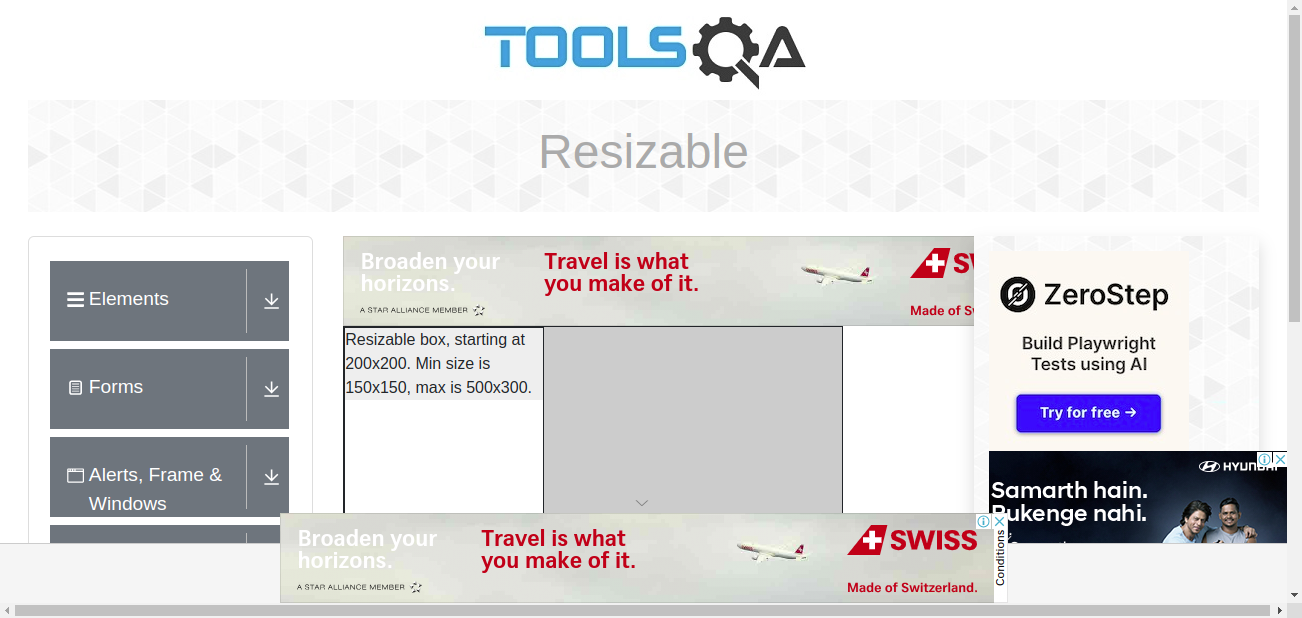 TOOLSQA
Resizable
Elements
Forms
Alerts, Frame &
Windows
Broaden your
horizons.
A STAR ALLIANCE MEMBER
Travel is what
you make of it.
Made of Sw
Resizable box, starting at
200x200. Min size is
150x150, max is 500x300.
ZeroStep
Build Playwright
Tests using AI
Try for free →
HYUNDAI
Samarth hain.
Rukenge nahi.
Broaden your
horizons.
A STAR ALLIANCE MEMBER
Travel is what
you make of it.
SWISS
Made of Switzerland.
Conditions